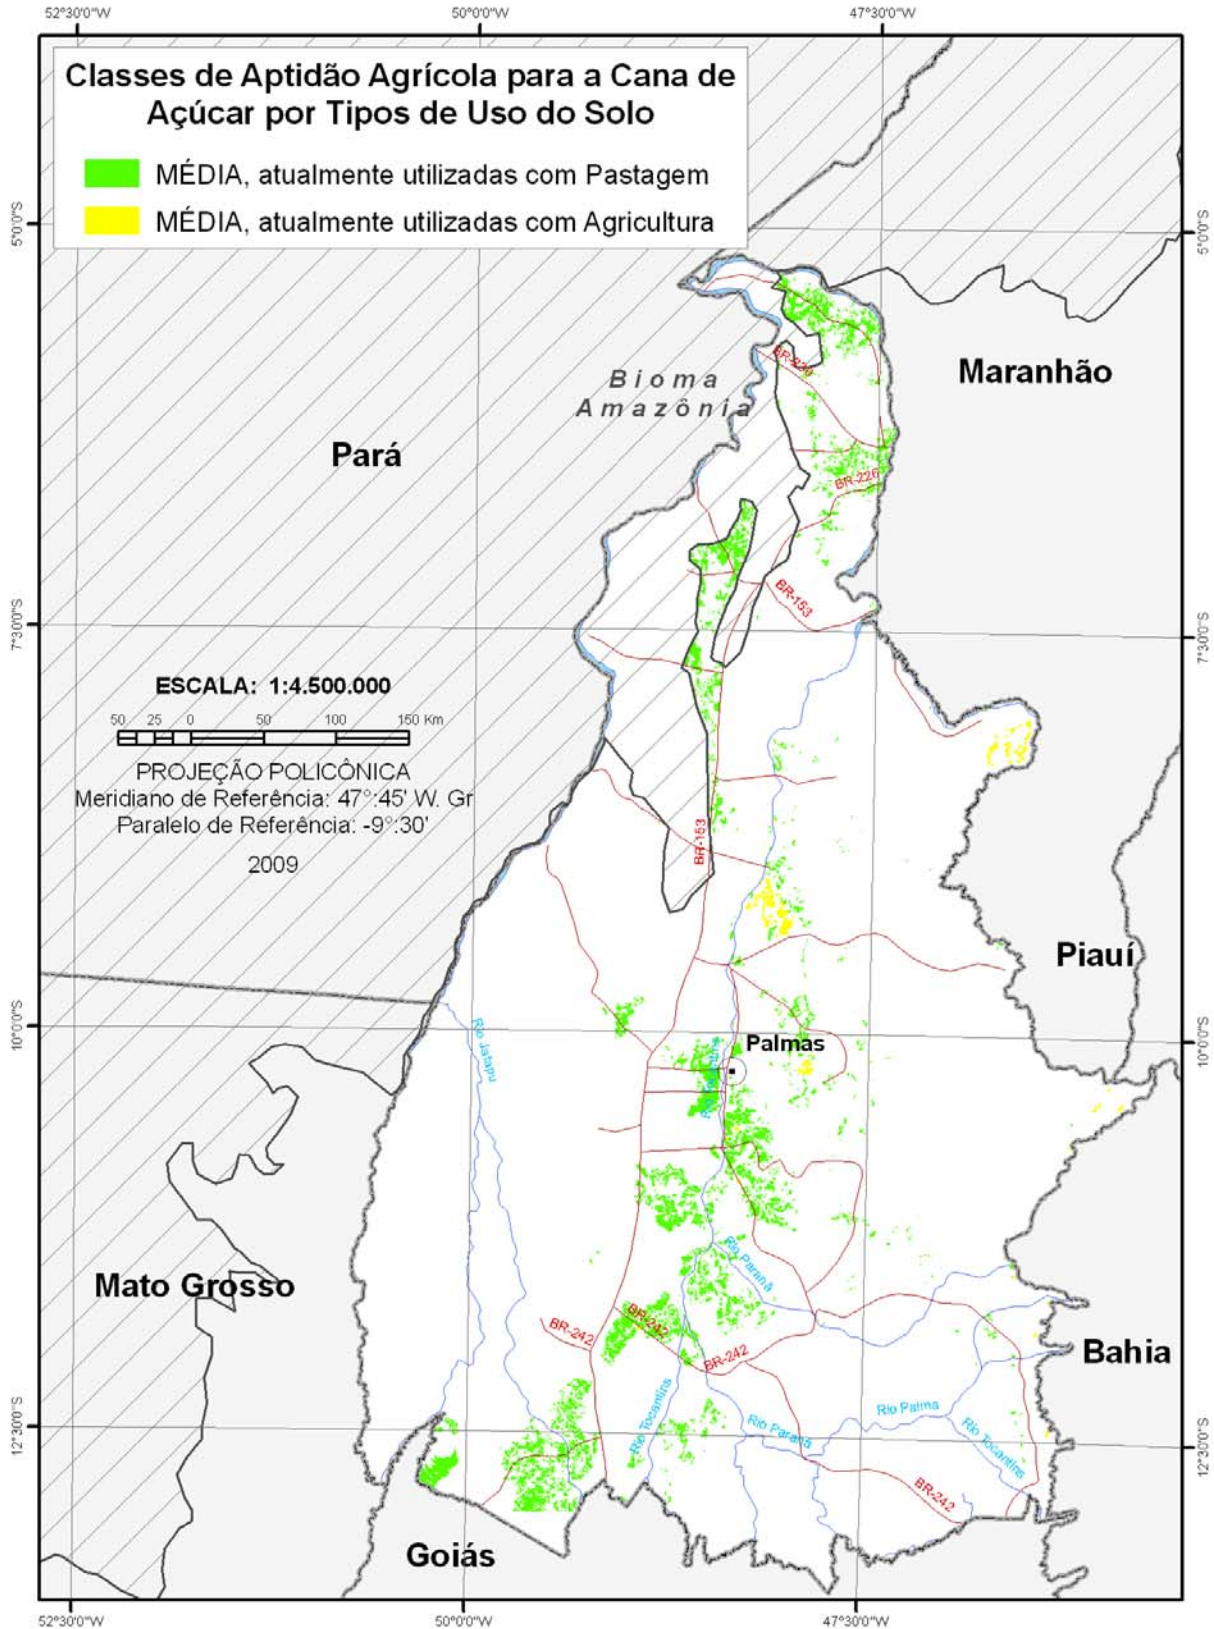 52°30'0"W
50°0'0"W
47°30'0"W
Classes de Aptidão Agrícola para a Cana de
Açúcar por Tipos de Uso do Solo
MÉDIA, atualmente utilizadas com Pastagem
MÉDIA, atualmente utilizadas com Agricultura
5°0'0"S
5°0'0"S
Maranhão
Bioma
Amazônia
Pará
BR-226
BR-153
7°30'0"S
7°30'0"S
ESCALA: 1:4.500.000
50 25 0 50 100 150 Km
PROJEÇÃO POLICÔNICA
Meridiano de Referência: 47°:45' W. Gr
Paralelo de Referência: -9°:30'
2009
BR-153
Piauí
10°0'0"S
10°0'0"S
Rio Jatapu
Palmas
Rio Tocantins
Rio Paranã
Mato Grosso
BR-242
BR-242
BR-242
Bahia
Rio Tocantins
Rio Palma
Rio Paranã
Rio Tocantins
12°30'0"S
12°30'0"S
BR-242
Goiás
52°30'0"W
50°0'0"W
47°30'0"W